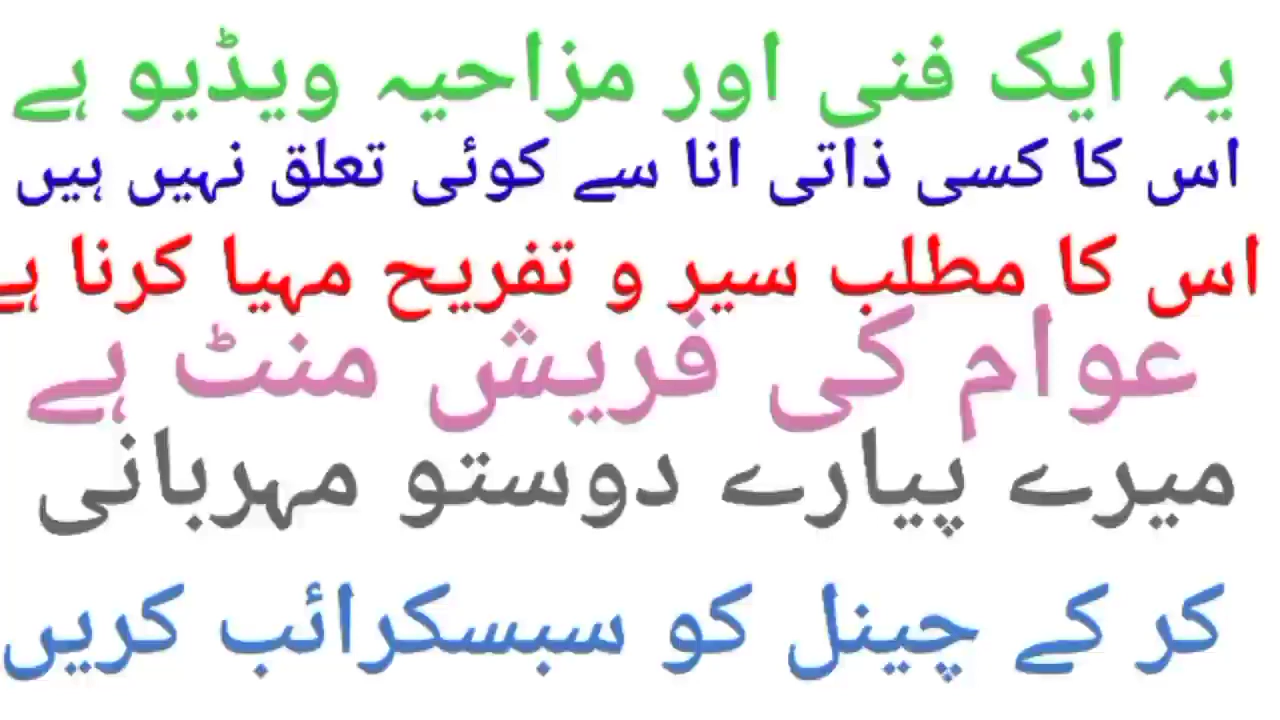 یہ ایک فنی اور مزاحیہ ویڈیو ہے
اس کا کسی ذاتی انا سے کوئی تعلق نہیں ہیں
اس کا مطلب سیر و تفریح مہیا کرنا ہے
عوام کی فریش منٹ ہے
میرے پیارے دوستو مہربانی
کر کے چینل کو سبسکرائب کریں